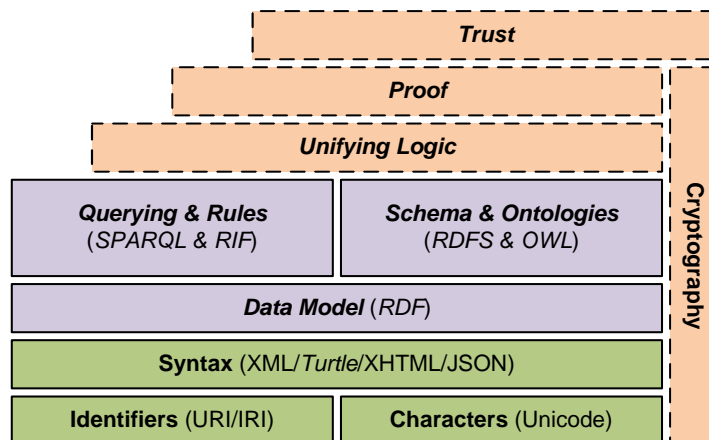 Trust
Proof
Unifying Logic
Querying & Rules
(SPARQL & RIF)
Schema & Ontologies
(RDFS & OWL)
Data Model (RDF)
Syntax (XML/Turtle/XHTML/JSON)
Identifiers (URI/IRI)
Characters (Unicode)
Cryptography